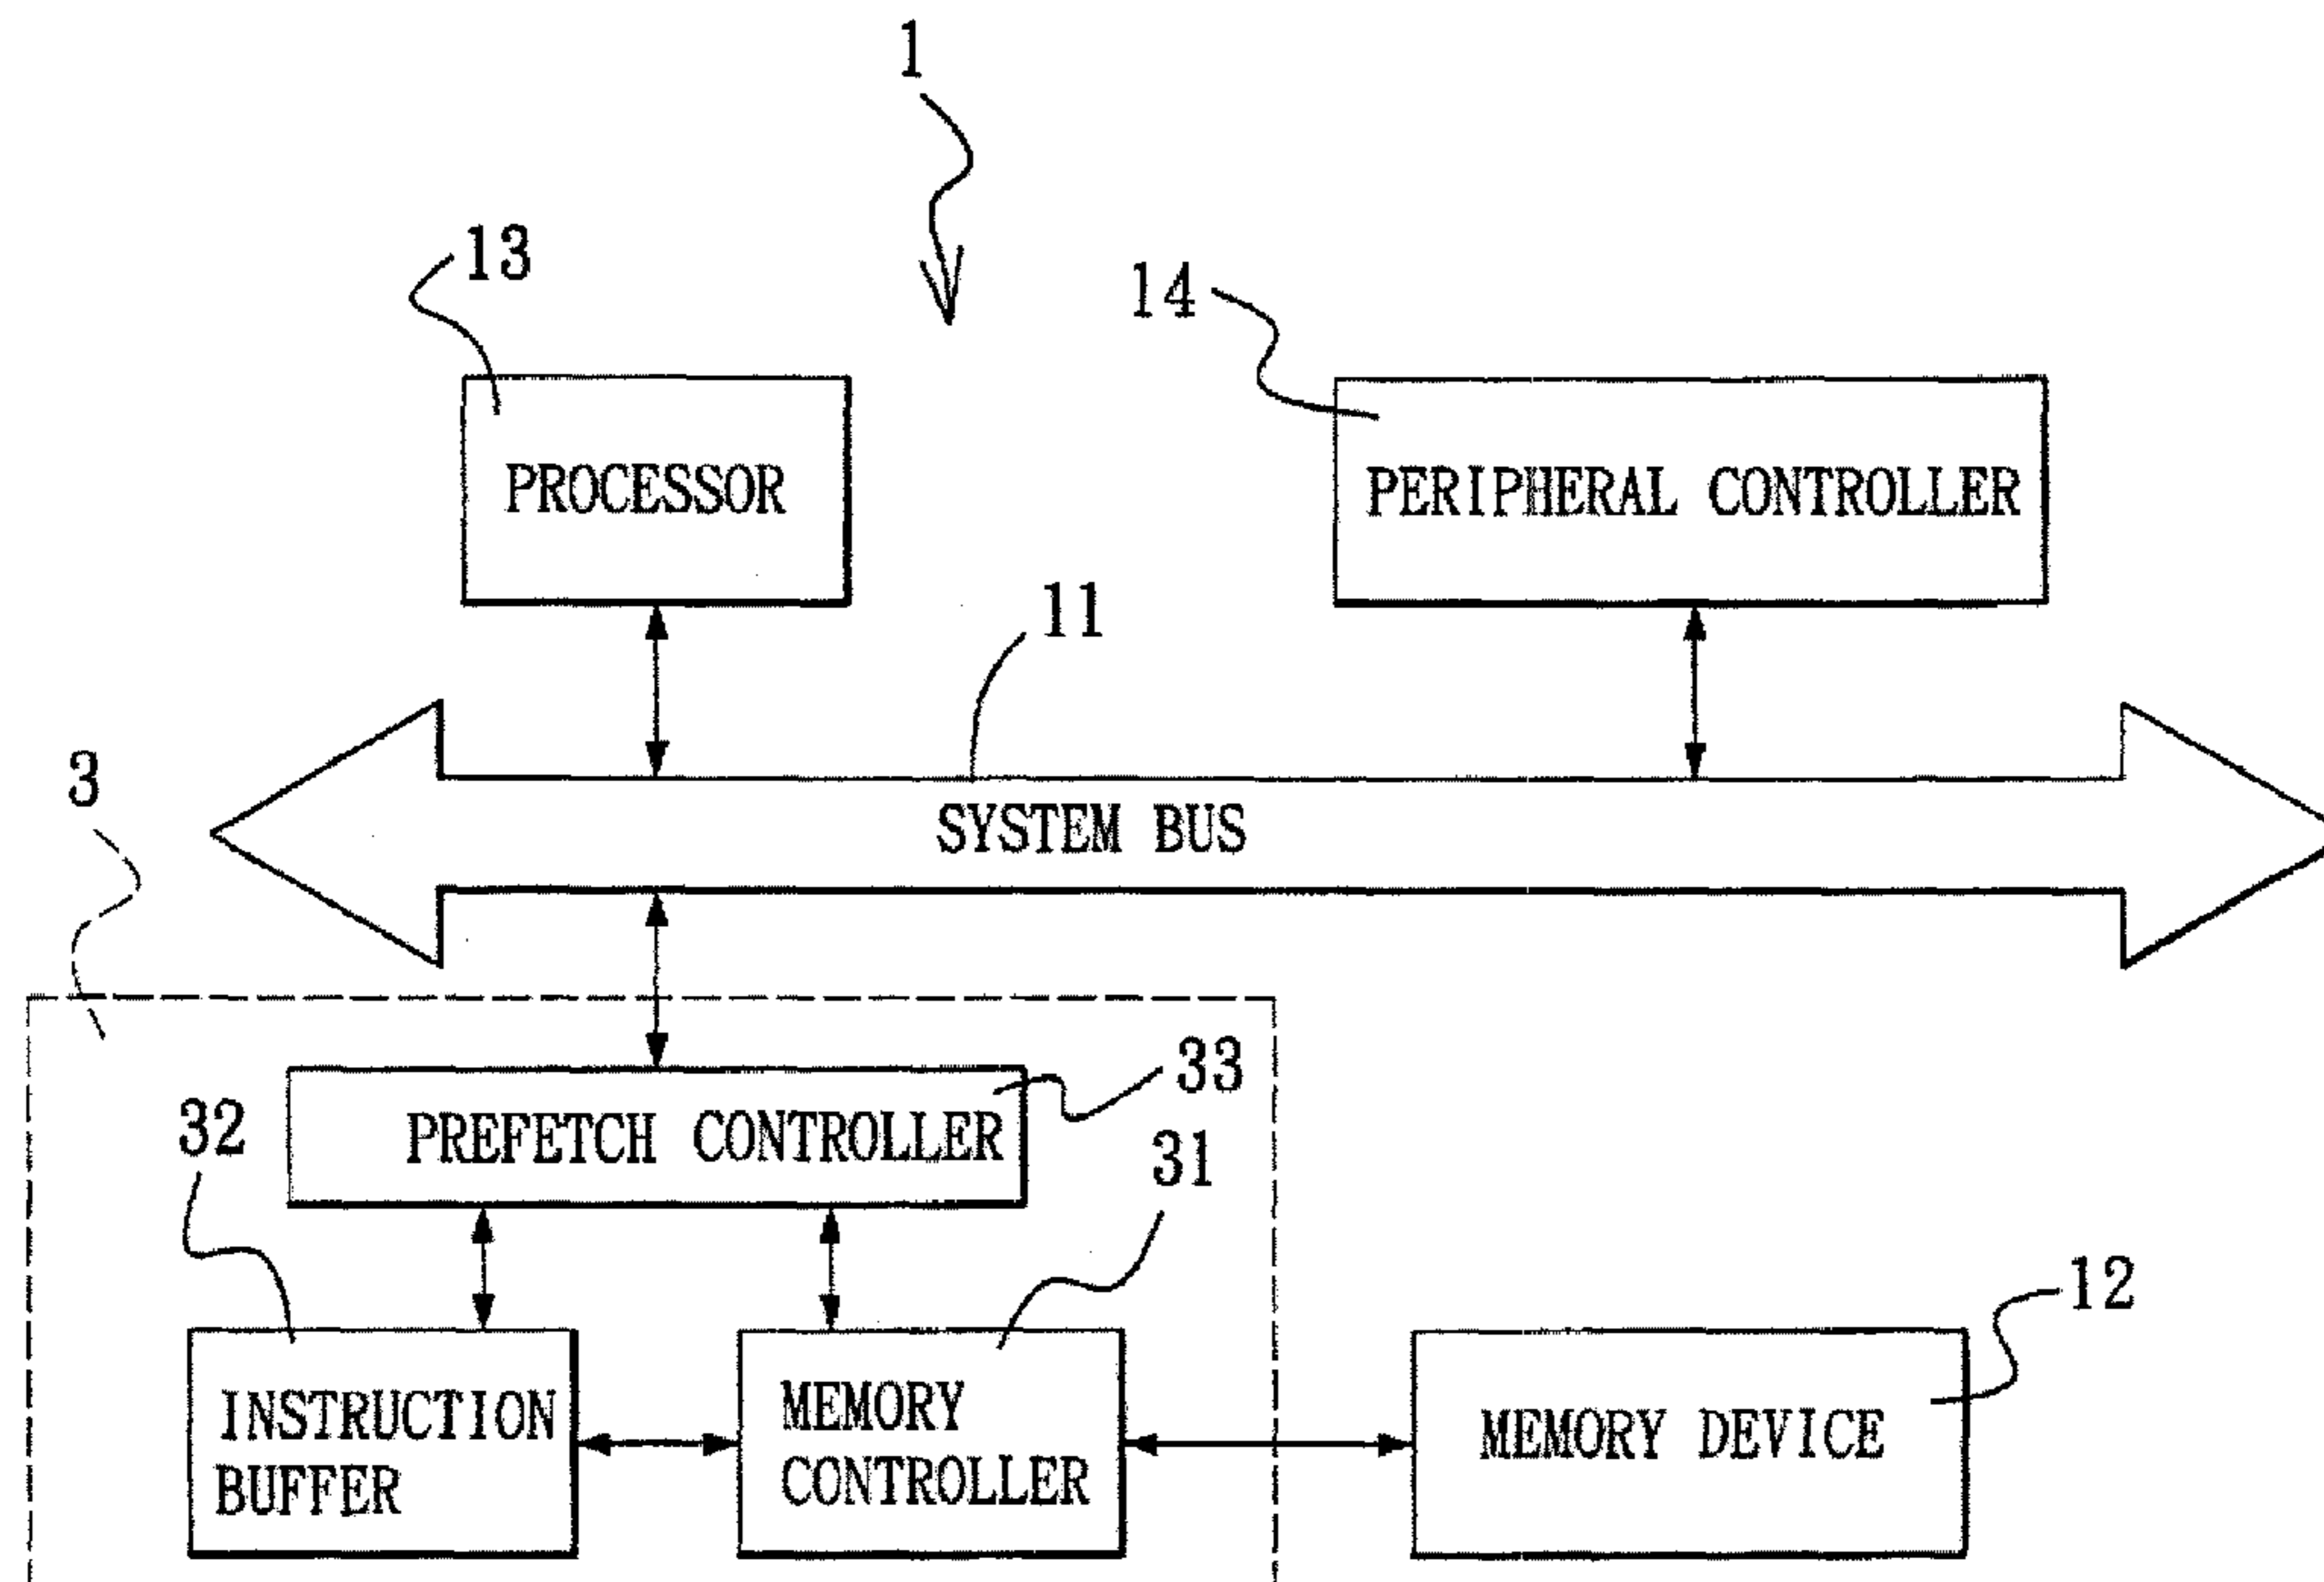 1
13
14
PROCESSOR
PERIPHERAL CONTROLLER
11
3
SYSTEM BUS
33
32
PREFETCH CONTROLLER
31
12
INSTRUCTION
BUFFER
MEMORY
CONTROLLER
MEMORY DEVICE